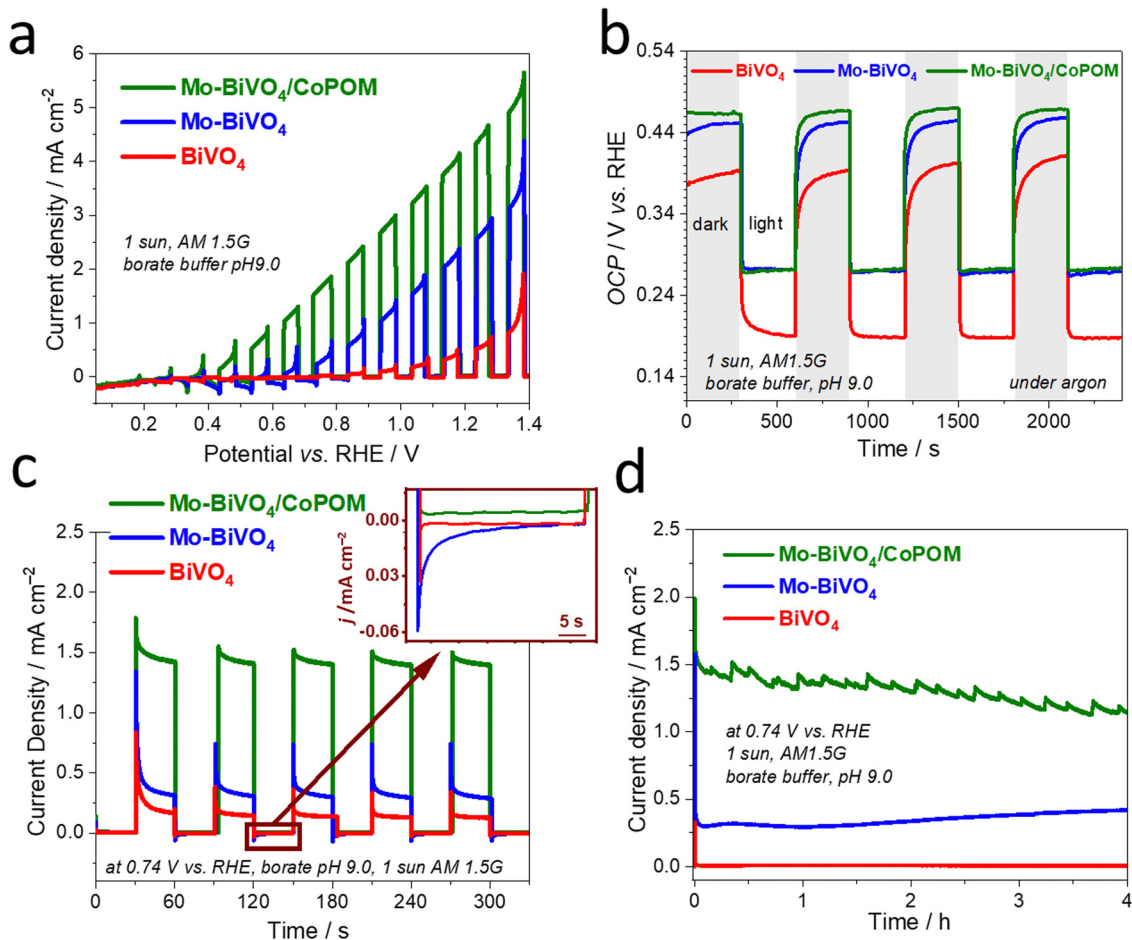 a
6
5
4
3
2
1
0
Current density / mA cm⁻²
Mo-BiVO₄/CoPOM
Mo-BiVO₄
BiVO₄
1 sun, AM 1.5G
borate buffer pH9.0
0.2 0.4 0.6 0.8 1.0 1.2 1.4
Potential vs. RHE / V
b
0.54
0.44
0.34
0.24
0.14
OCP / V vs. RHE
BiVO₄ Mo-BiVO₄ Mo-BiVO₄/CoPOM
dark light
1 sun, AM1.5G
borate buffer, pH 9.0
under argon
0 500 1000 1500 2000
Time / s
c
Mo-BiVO₄/CoPOM
Mo-BiVO₄
BiVO₄
2.5
2.0
1.5
1.0
0.5
0.0
Current Density / mA cm⁻²
0.00
0.03
-0.06
j /mA cm⁻²
5 s
at 0.74 V vs. RHE, borate pH 9.0, 1 sun AM 1.5G
0 60 120 180 240 300
Time / s
d
2.5
2.0
1.5
1.0
0.5
0.0
Current density / mA cm⁻²
Mo-BiVO₄/CoPOM
Mo-BiVO₄
BiVO₄
at 0.74 V vs. RHE
1 sun, AM1.5G
borate buffer, pH 9.0
0 1 2 3 4
Time / h